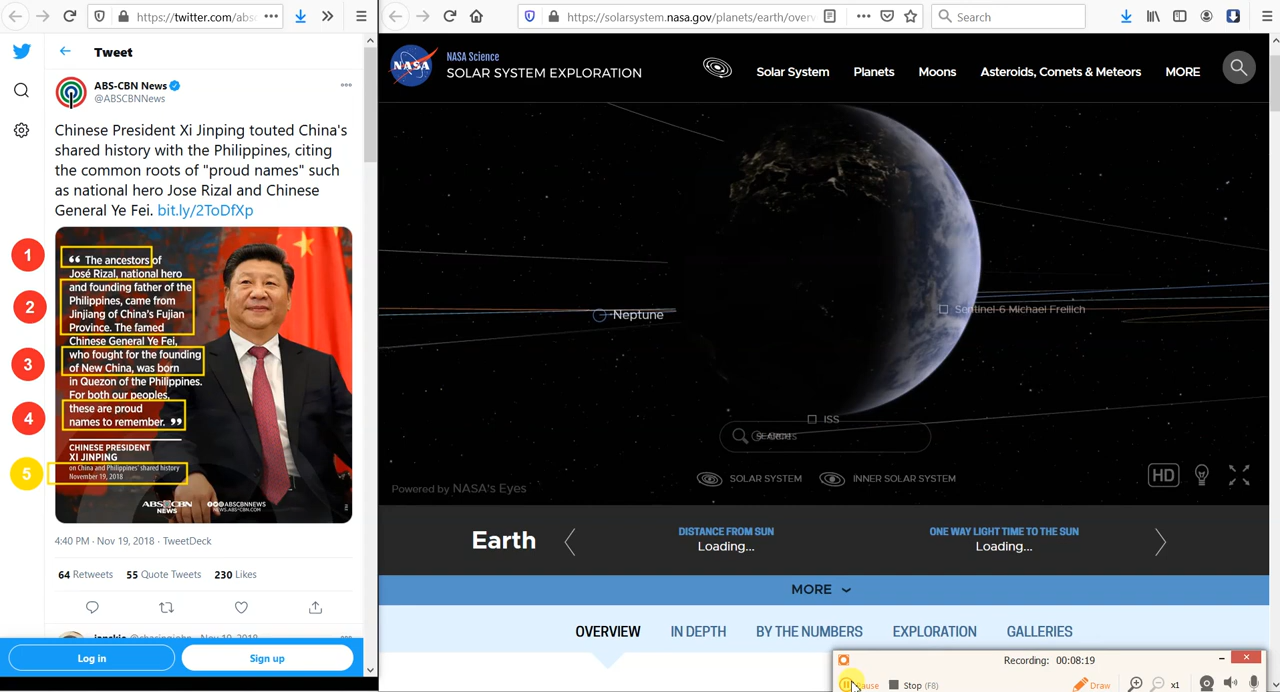 https://twitter.com/abs
Tweet
ABS-CBN News
@ABSCBNNews
Chinese President Xi Jinping touted China's
shared history with the Philippines, citing
the common roots of "proud names" such
as national hero Jose Rizal and Chinese
General Ye Fei. bit.ly/2ToDfXp
1
2
3
4
5
“ The ancestors of
José Rizal, national hero
and founding father of the
Philippines, came from
Jinjiang of China's Fujian
Province. The famed
Chinese General Ye Fei,
who fought for the founding
of New China, was born
in Quezon of the Philippines.
For both our peoples,
these are proud
names to remember. ”
CHINESE PRESIDENT
XI JINPING
on China and Philippines' shared history
November 19, 2018
ABS-CBN
NEWS
ABSCBNNEWS
NEWS.ABS-CBN.COM
4:40 PM · Nov 19, 2018 · TweetDeck
64 Retweets 55 Quote Tweets 230 Likes
Log in
Sign up
https://solarsystem.nasa.gov/planets/earth/over
Search
NASA
NASA Science
SOLAR SYSTEM EXPLORATION
Solar System
Planets
Moons
Asteroids, Comets & Meteors
MORE
Neptune
Sentinel-6 Michael Freilich
ISS
SOLAR SYSTEM
INNER SOLAR SYSTEM
HD
Powered by NASA's Eyes
Earth
DISTANCE FROM SUN
Loading...
ONE WAY LIGHT TIME TO THE SUN
Loading...
MORE
OVERVIEW
IN DEPTH
BY THE NUMBERS
EXPLORATION
GALLERIES
Recording: 00:08:19
Stop (F8)
Draw
x1